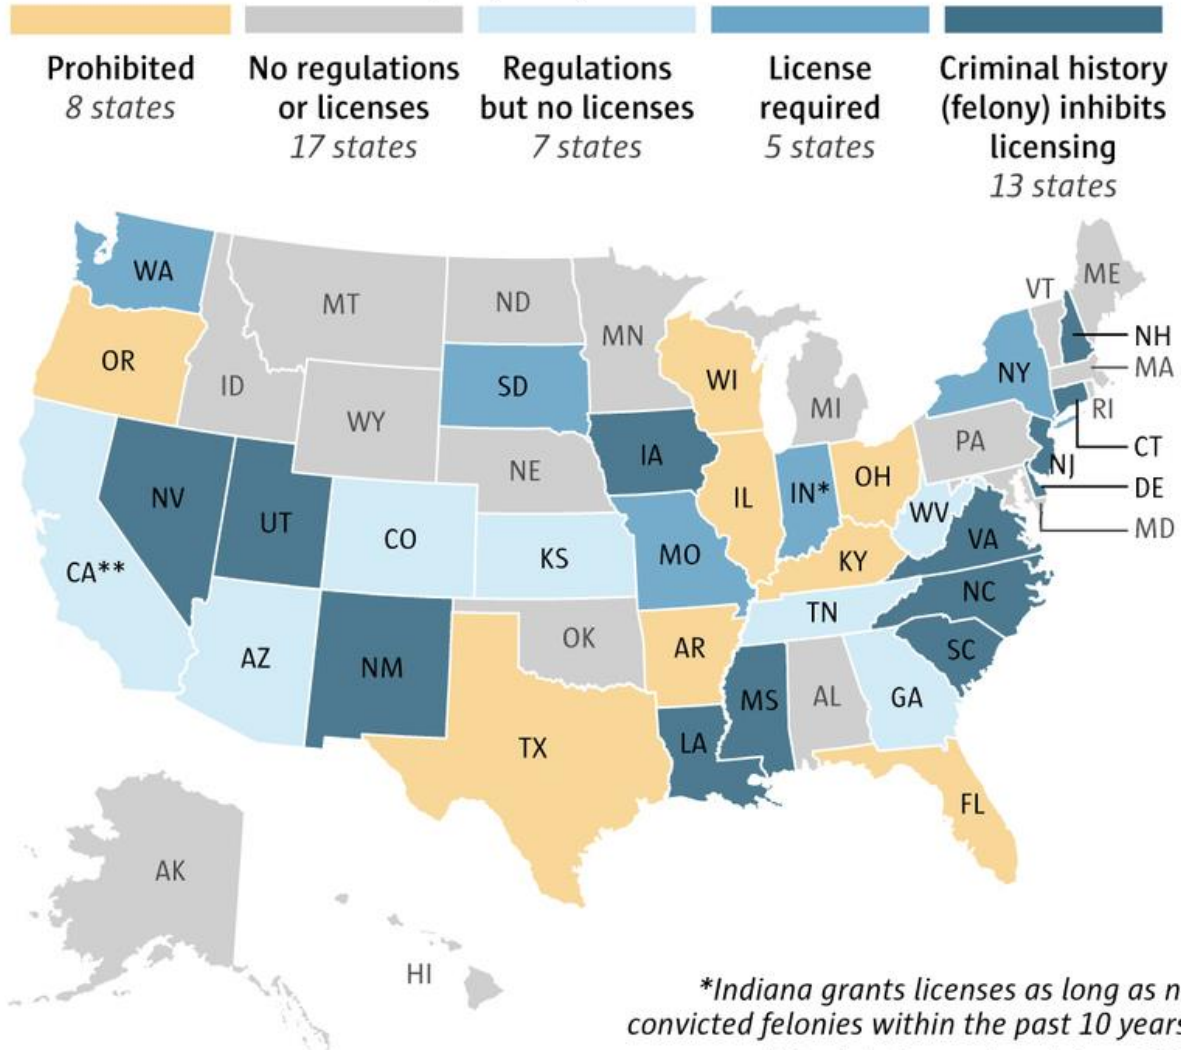 Prohibited
8 states
No regulations
or licenses
17 states
Regulations
but no licenses
7 states
License
required
5 states
Criminal history
(felony) inhibits
licensing
13 states
WA
OR
MT
ID
WY
ND
SD
NE
MN
IA
WI
MI
IL
IN*
OH
KY
PA
NY
VT
ME
NH
MA
RI
CT
NJ
DE
MD
WV
VA
NC
SC
TN
GA
AL
MS
LA
AR
MO
KS
OK
TX
FL
NV
UT
CO
CA**
AZ
NM
AK
HI
*Indiana grants licenses as long as
convicted felonies within the past 10 years